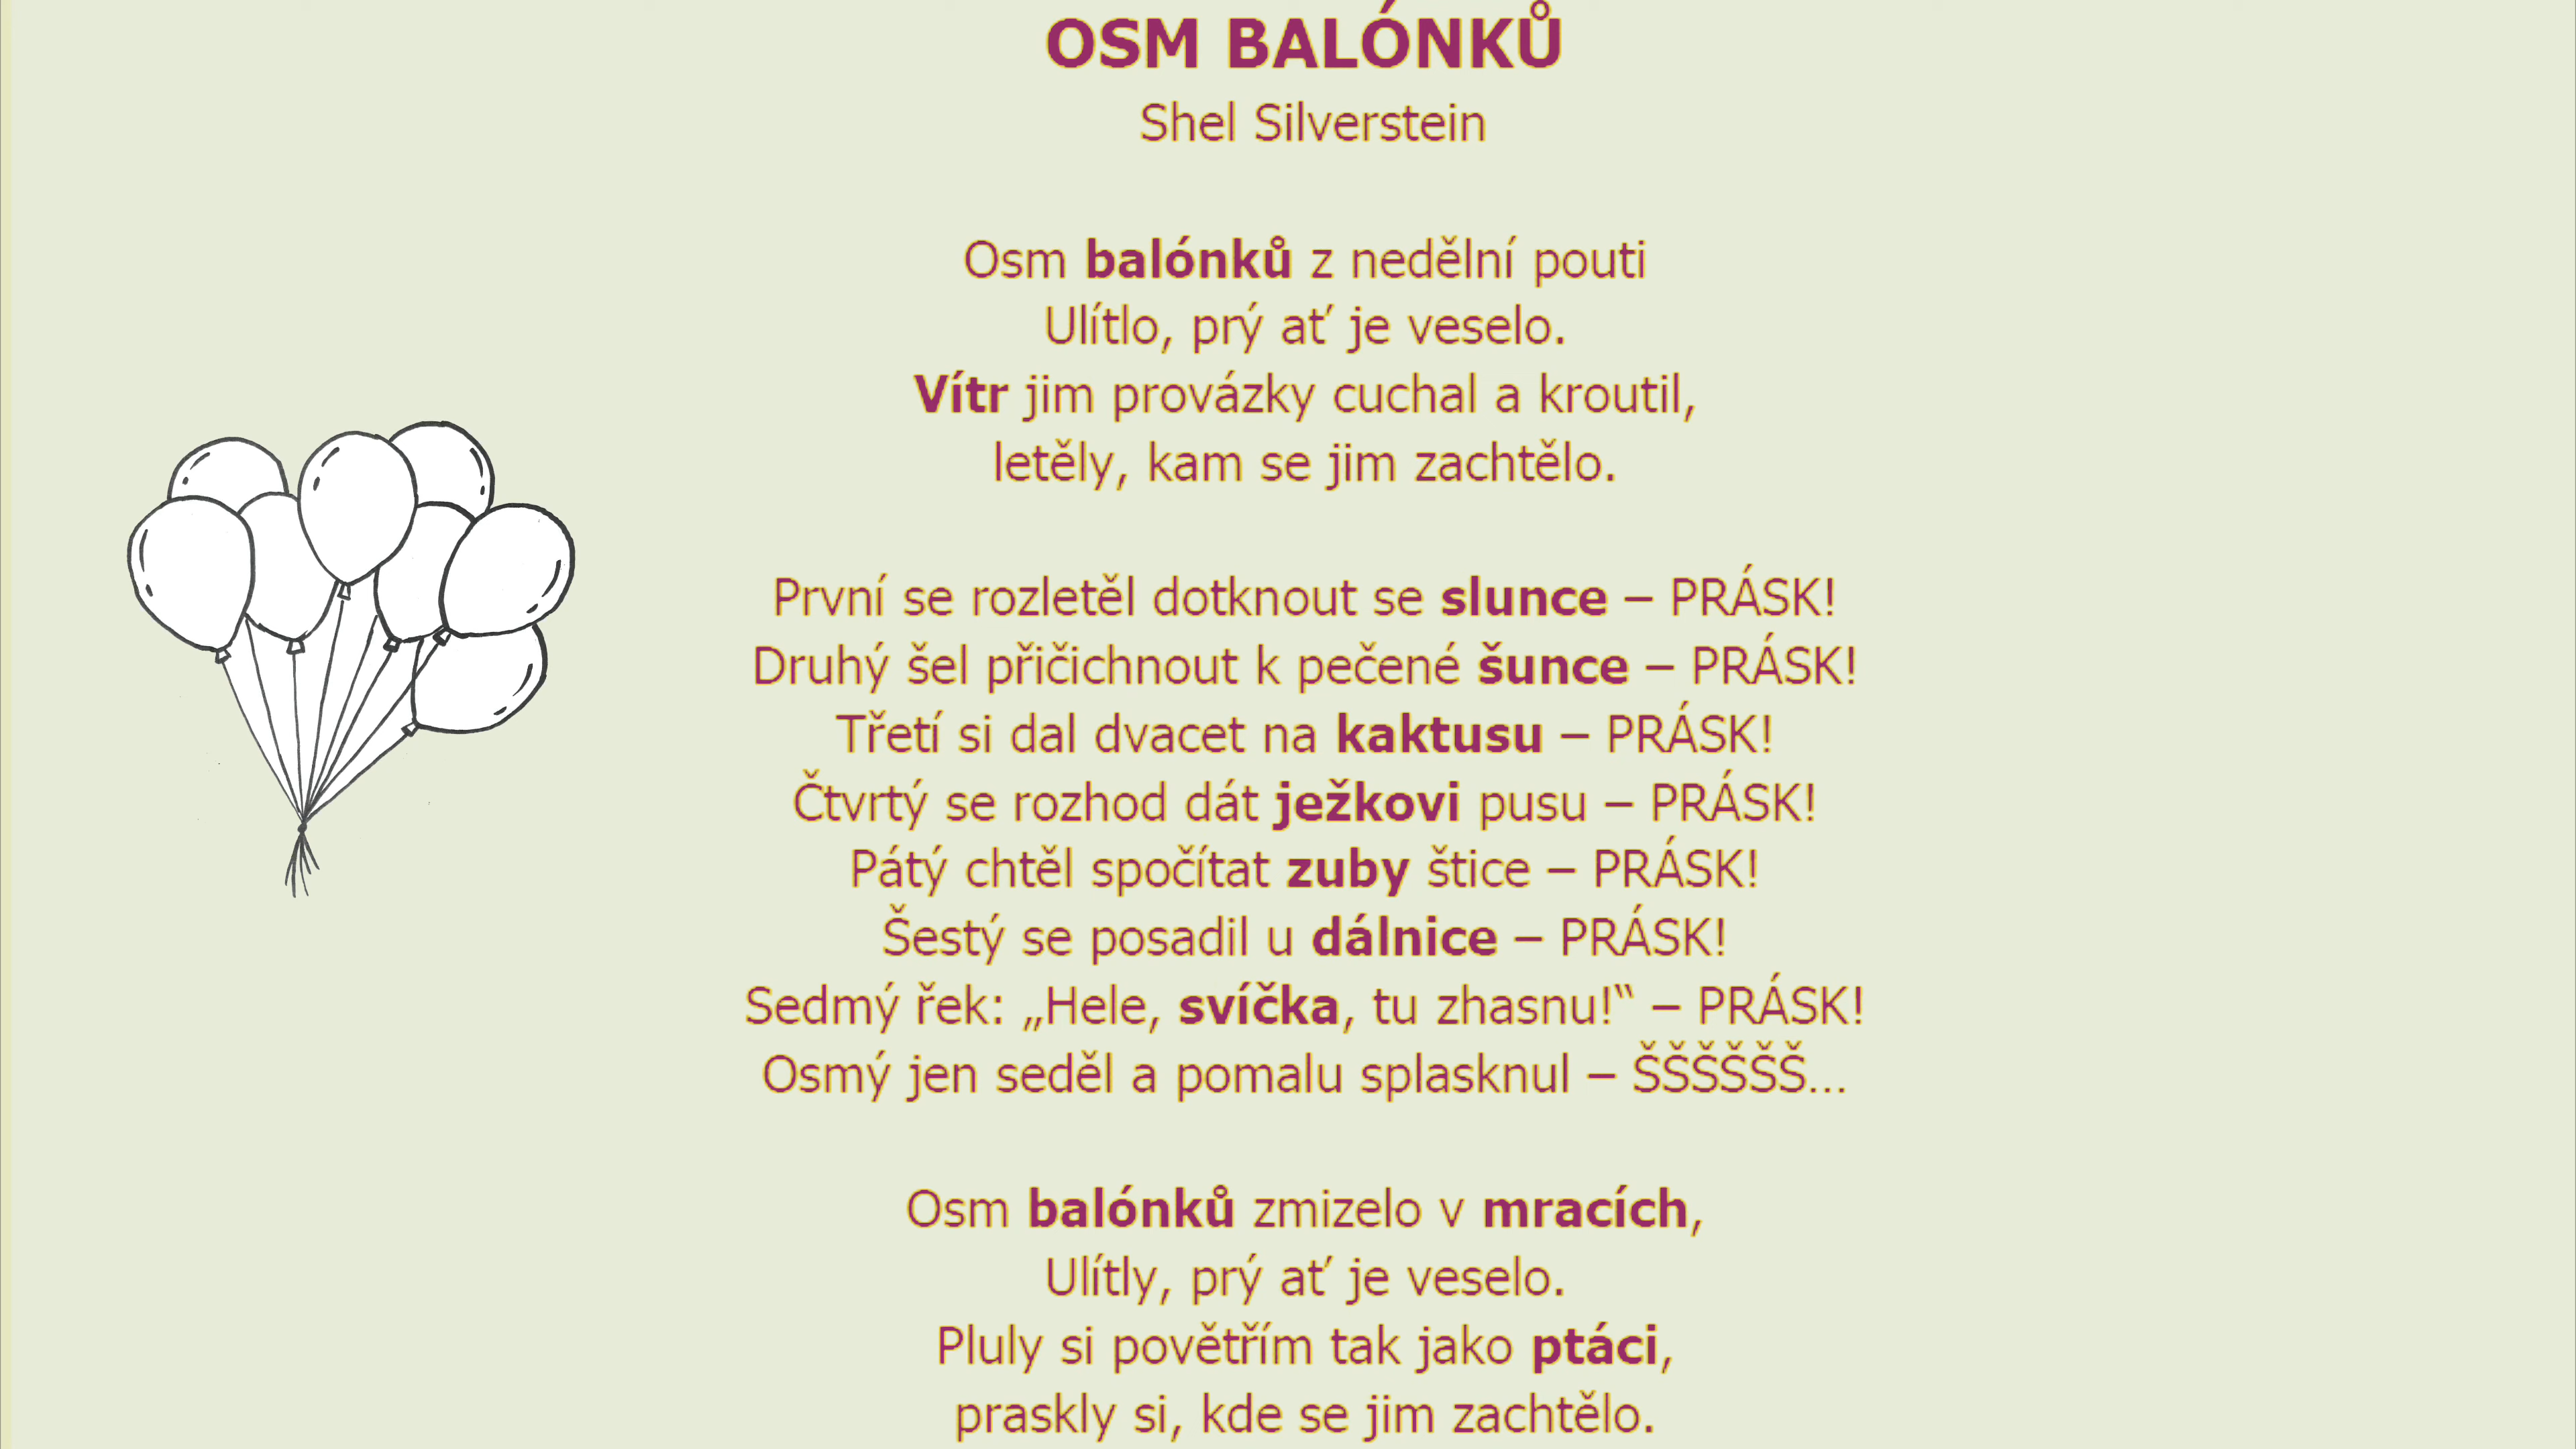 OSM BALÓNKŮ
Shel Silverstein
Osm balónků z nedělní pouti
Ulítlo, prý ať je veselo.
Vítr jim provázky cuchal a kroutil,
letěly, kam se jim zachtělo.
První se rozletěl dotknout se slunce – PRÁSK!
Druhý šel přičichnout k pečené šunce – PRÁSK!
Třetí si dal dvacet na kaktusu – PRÁSK!
Čtvrtý se rozhod dát ježkovi pusu – PRÁSK!
Pátý chtěl spočítat zuby štice – PRÁSK!
Šestý se posadil u dálnice – PRÁSK!
Sedmý řek: „Hele, svíčka, tu zhasnu!“ – PRÁSK!
Osmý jen seděl a pomalu splasknul – ŠŠŠŠŠŠ...
Osm balónků zmizelo v mracích,
Ulítly, prý ať je veselo.
Pluly si povětřím tak jako ptáci,
praskly si, kde se jim zachtělo.